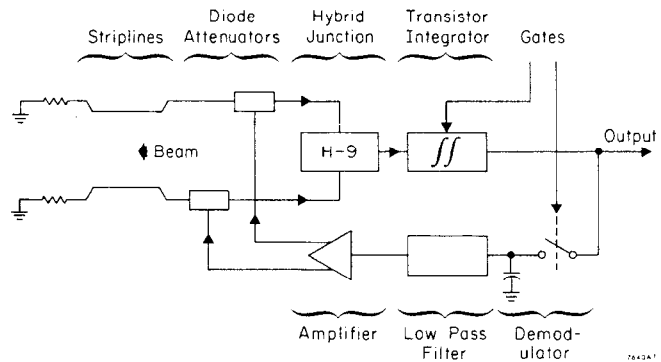 Diode Hybrid Transistor
Striplines Attenuators Junction Integrator Gates
Output
H-9
∫∫
Beam
Amplifier Low Pass Demod-
Filter ulator